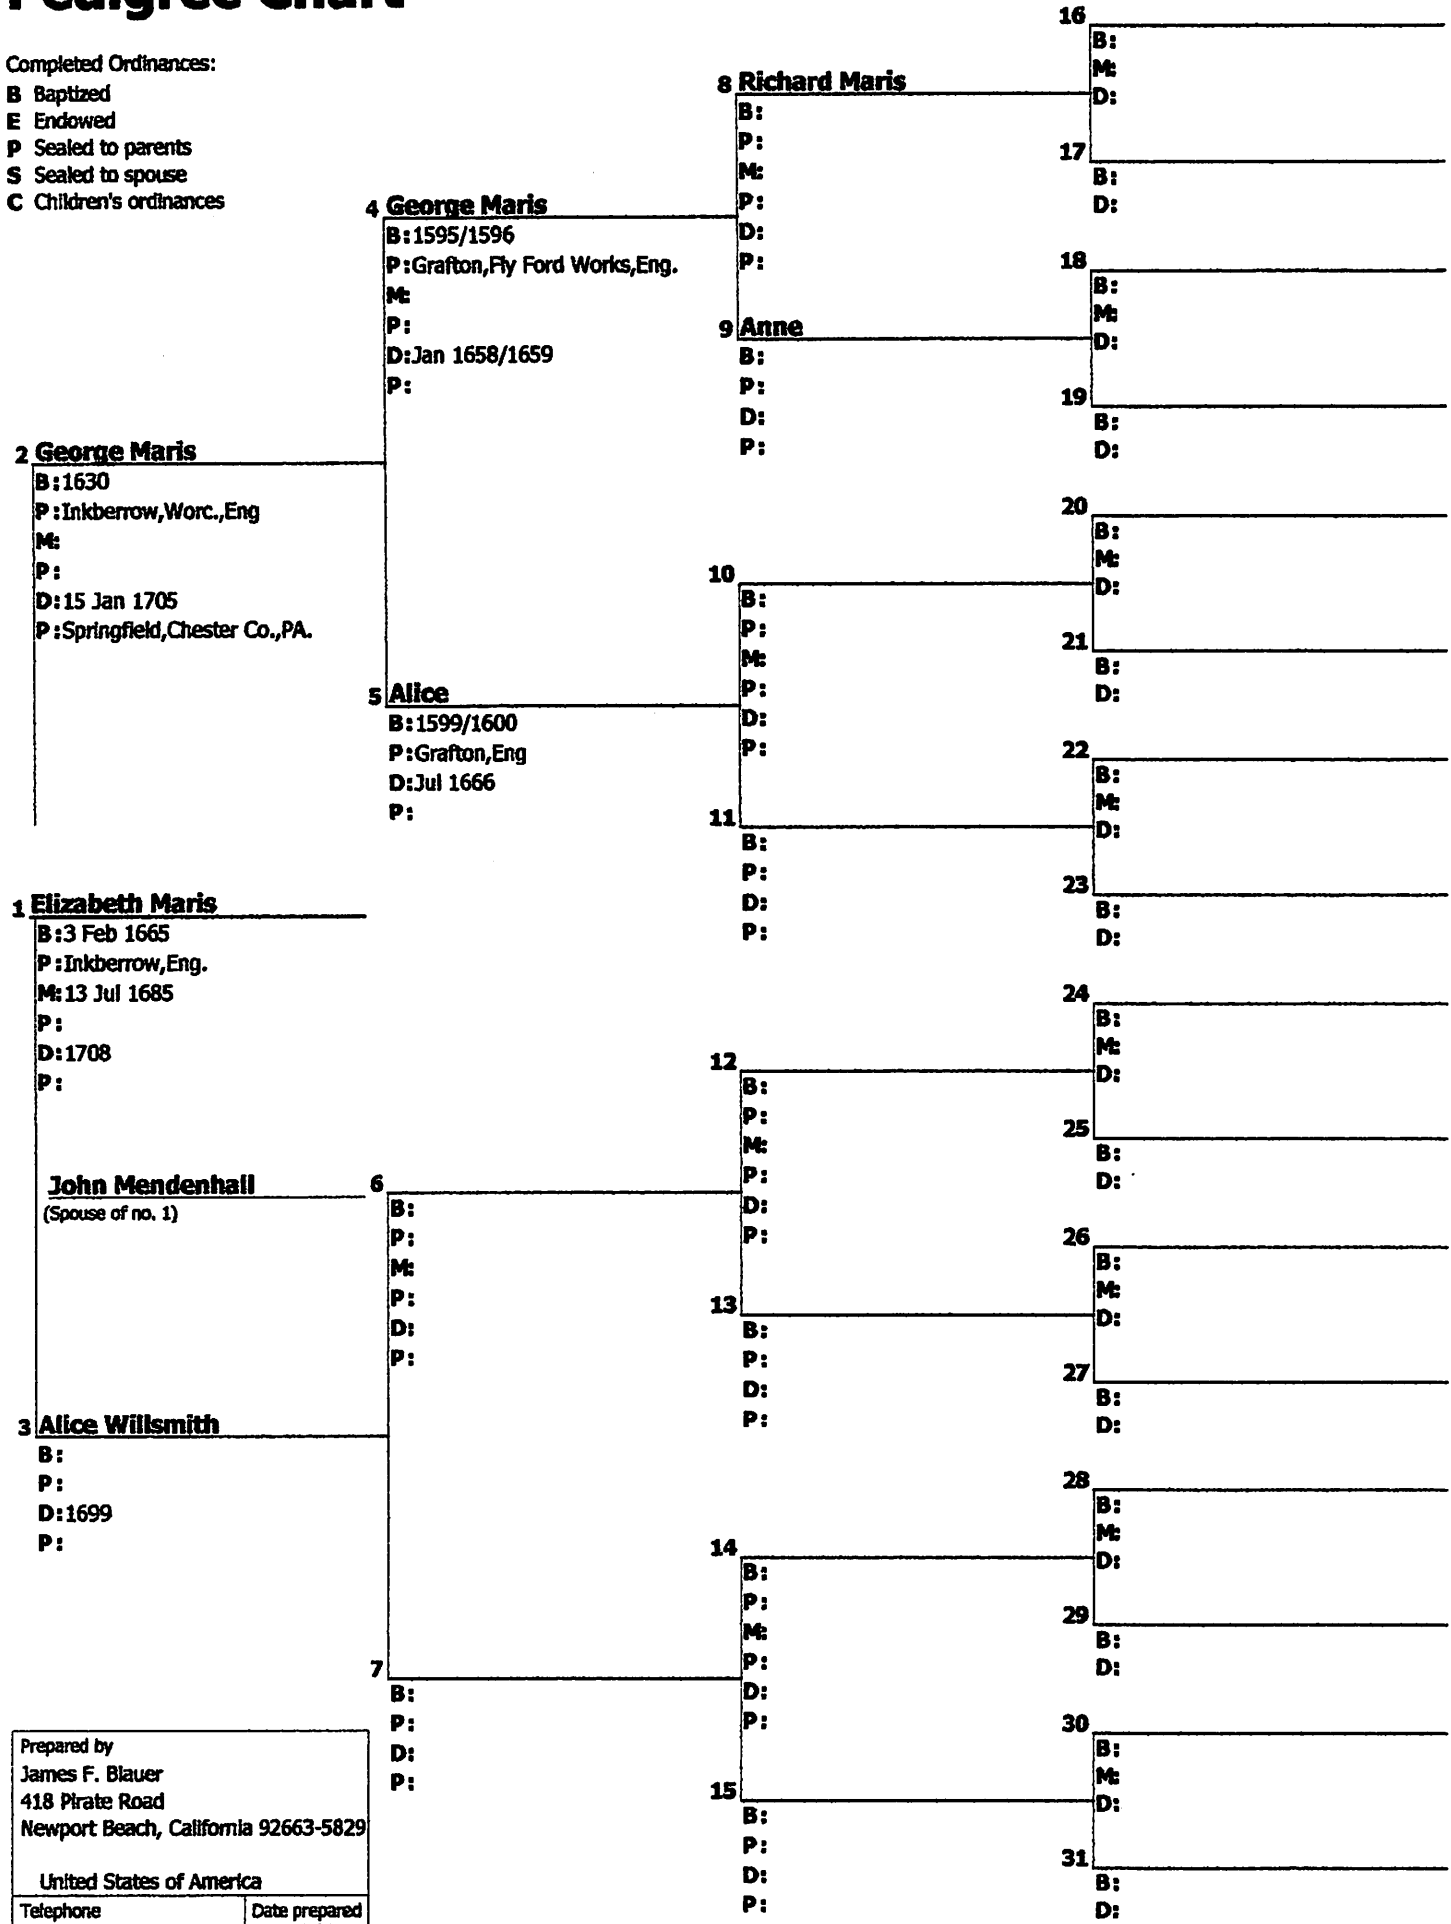 Pedigree Chart
Completed Ordinances:
B Baptized
E Endowed
P Sealed to parents
S Sealed to spouse
C Children's ordinances
2 George Maris
B:1630
P:Inkberrow,Worc.,Eng
M:
P:
D:15 Jan 1705
P:Springfield,Chester Co.,PA.
1 Elizabeth Maris
B:3 Feb 1665
P:Inkberrow,Eng.
M:13 Jul 1685
P:
D:1708
P:
John Mendenhall
(Spouse of no. 1)
3 Alice Willsmith
B:
P:
D:1699
P:
Prepared by
James F. Blauer
418 Pirate Road
Newport Beach, California 92663-5829
United States of America
Telephone
Date prepared
4 George Maris
B:1595/1596
P:Grafton,Fly Ford Works,Eng.
M:
P:
D:Jan 1658/1659
P:
5 Alice
B:1599/1600
P:Grafton,Eng
D:Jul 1666
P:
6
B:
P:
M:
P:
D:
P:
7
B:
P:
D:
P:
8 Richard Maris
B:
P:
M:
P:
D:
P:
9 Anne
B:
P:
D:
P:
10
B:
P:
M:
P:
D:
P:
11
B:
P:
D:
P:
12
B:
P:
M:
P:
D:
P:
13
B:
P:
D:
P:
14
B:
P:
M:
P:
D:
P:
15
B:
P:
D:
P:
16
B:
M:
D:
17
B:
D:
18
B:
M:
D:
19
B:
D:
20
B:
M:
D:
21
B:
D:
22
B:
M:
D:
23
B:
D:
24
B:
M:
D:
25
B:
D:
26
B:
M:
D:
27
B:
D:
28
B:
M:
D:
29
B:
D:
30
B:
M:
D:
31
B:
D: